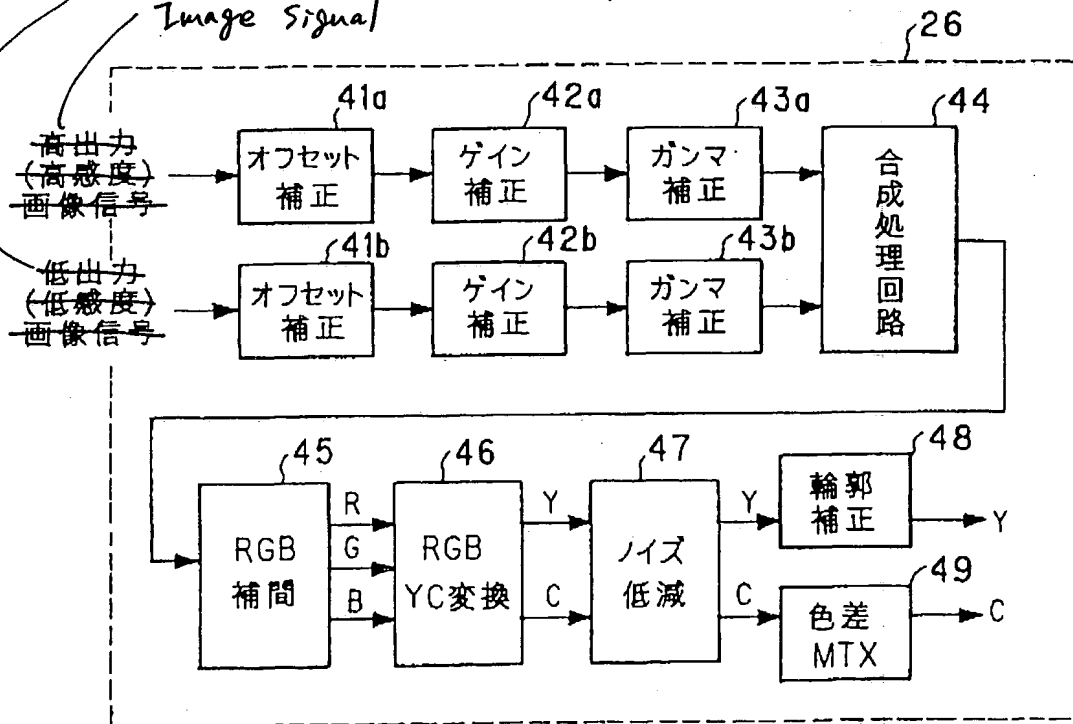 Image signal
26
41a
42a
43a
44
高出力
(高感度)
画像信号
オフセット
補正
ゲイン
補正
ガンマ
補正
合成処理回路
41b
42b
43b
低出力
(低感度)
画像信号
オフセット
補正
ゲイン
補正
ガンマ
補正
45
46
47
48
R
G
B
Y
C
Y
C
RGB
補間
RGB
YC変換
ノイズ
低減
輪郭
補正
Y
49
色差
MTX
C